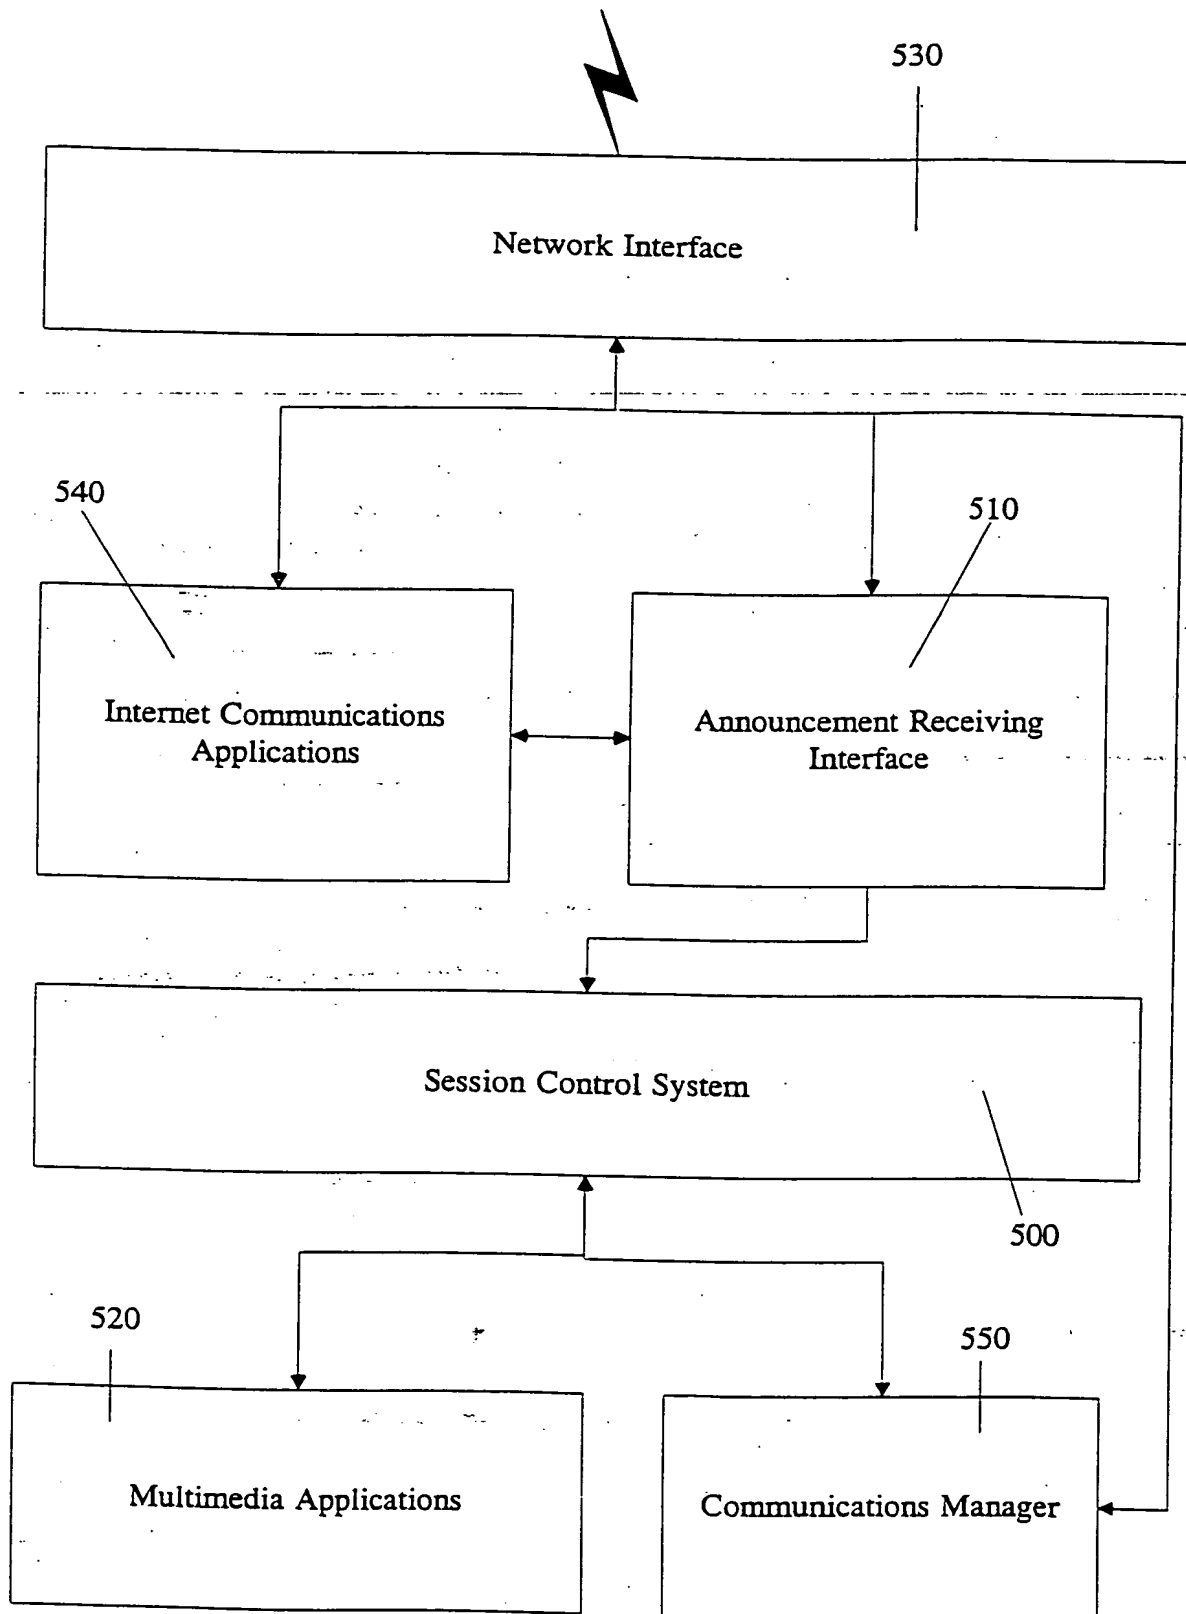 530
Network Interface
540
510
Internet Communications
Applications
Announcement Receiving
Interface
Session Control System
500
520
550
Multimedia Applications
Communications Manager